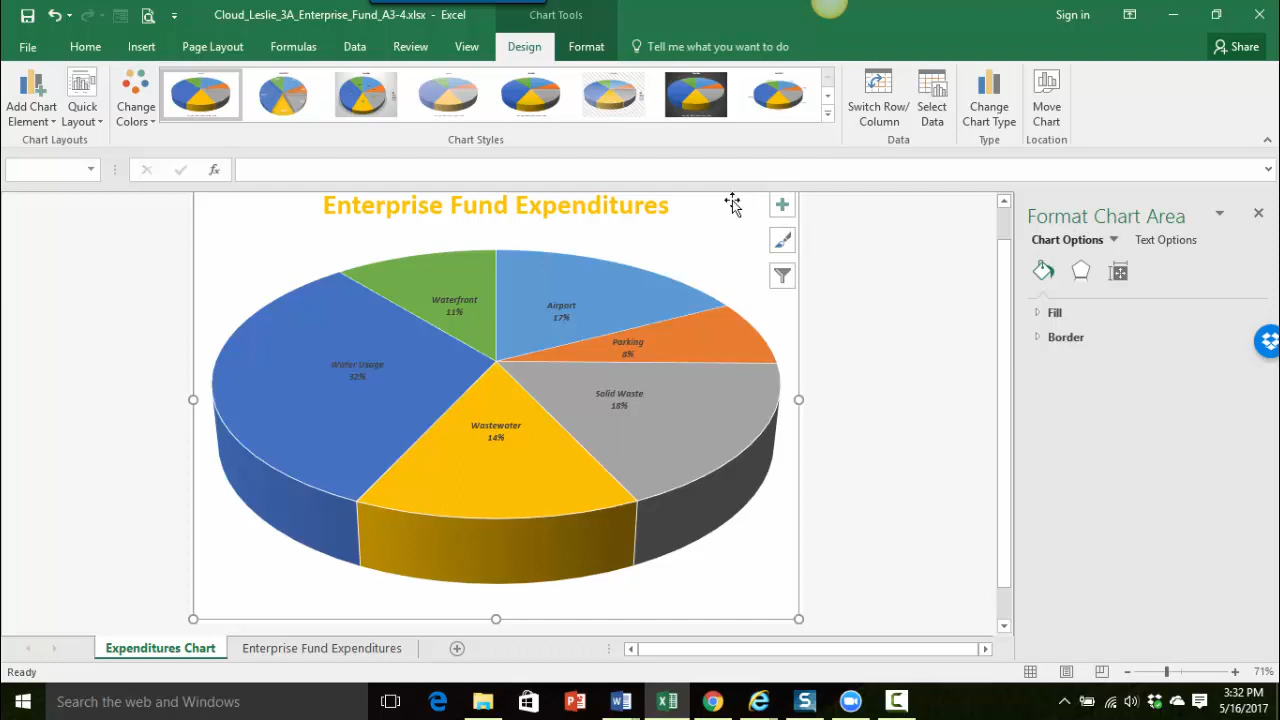 Cloud_Leslie_3A_Enterprise_Fund_A3-4.xlsx - Excel
Chart Tools
Sign in
File
Home
Insert
Page Layout
Formulas
Data
Review
View
Design
Format
Tell me what you want to do
Share
Add Chart Element
Quick Layout
Change Colors
Switch Row/ Column
Select Data
Change Chart Type
Move Chart
Chart Layouts
Chart Styles
Data
Type
Location
fx
Enterprise Fund Expenditures
Waterfront
11%
Airport
17%
Parking
8%
Water Usage
32%
Solid Waste
18%
Wastewater
14%
Format Chart Area
Chart Options
Text Options
Fill
Border
Expenditures Chart
Enterprise Fund Expenditures
Ready
71%
Search the web and Windows
3:32 PM
5/16/2017